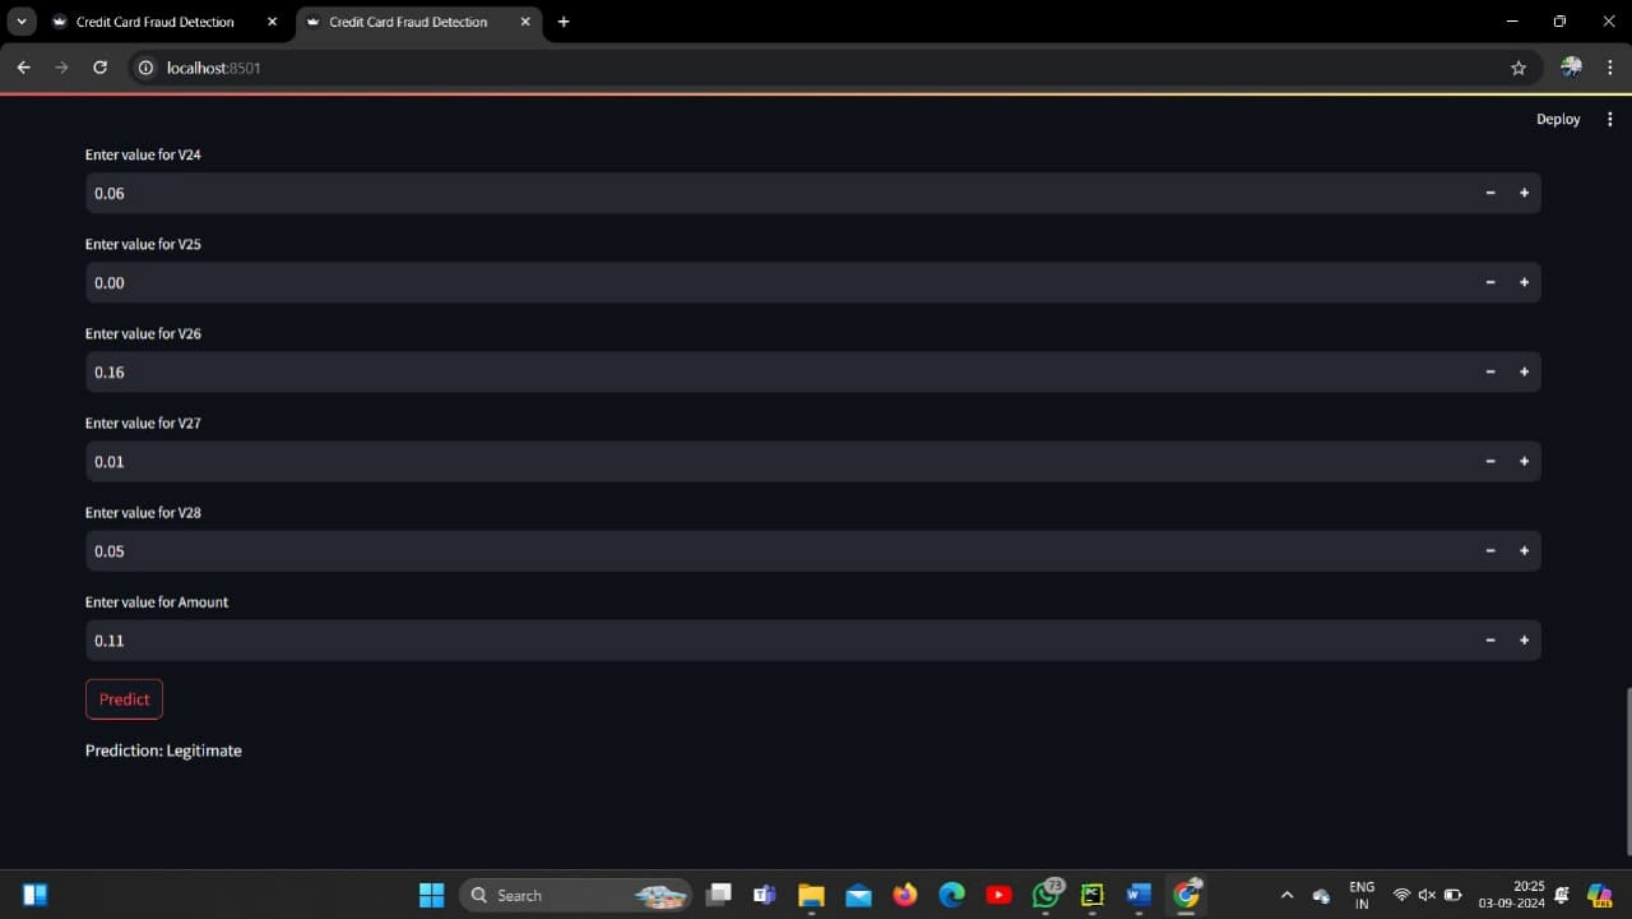 Credit Card Fraud Detection
Credit Card Fraud Detection
localhost:8501
Deploy
Enter value for V24
0.06
Enter value for V25
0.00
Enter value for V26
0.16
Enter value for V27
0.01
Enter value for V28
0.05
Enter value for Amount
0.11
Predict
Prediction: Legitimate
Search
73
ENG
IN
20:25
03-09-2024